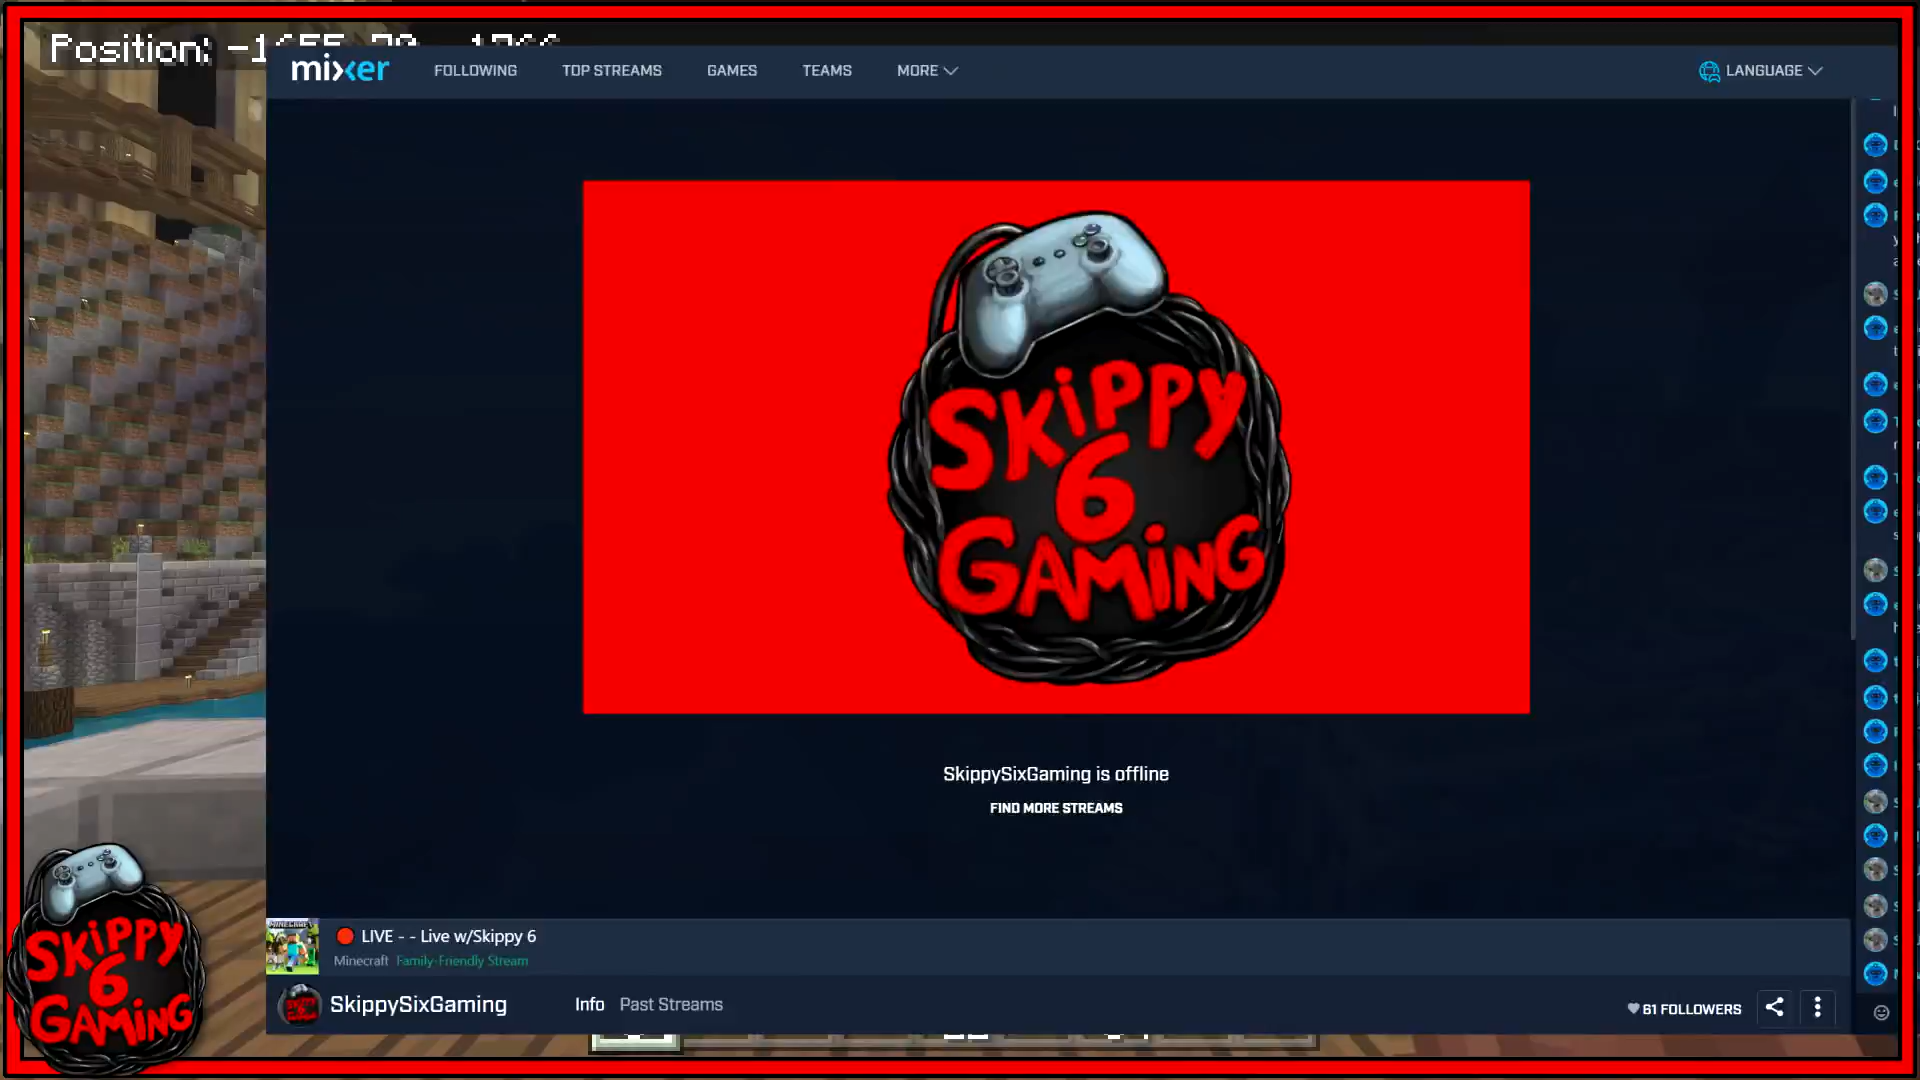 Position:
mixer
FOLLOWING
TOP STREAMS
GAMES
TEAMS
MORE
LANGUAGE
SKiPPY
6
GAMiNG
SkippySixGaming is offline
FIND MORE STREAMS
LIVE - - Live w/Skippy 6
Minecraft Family-Friendly Stream
SkippySixGaming
Info
Past Streams
61 FOLLOWERS
SKiPPY
6
GAMiNG